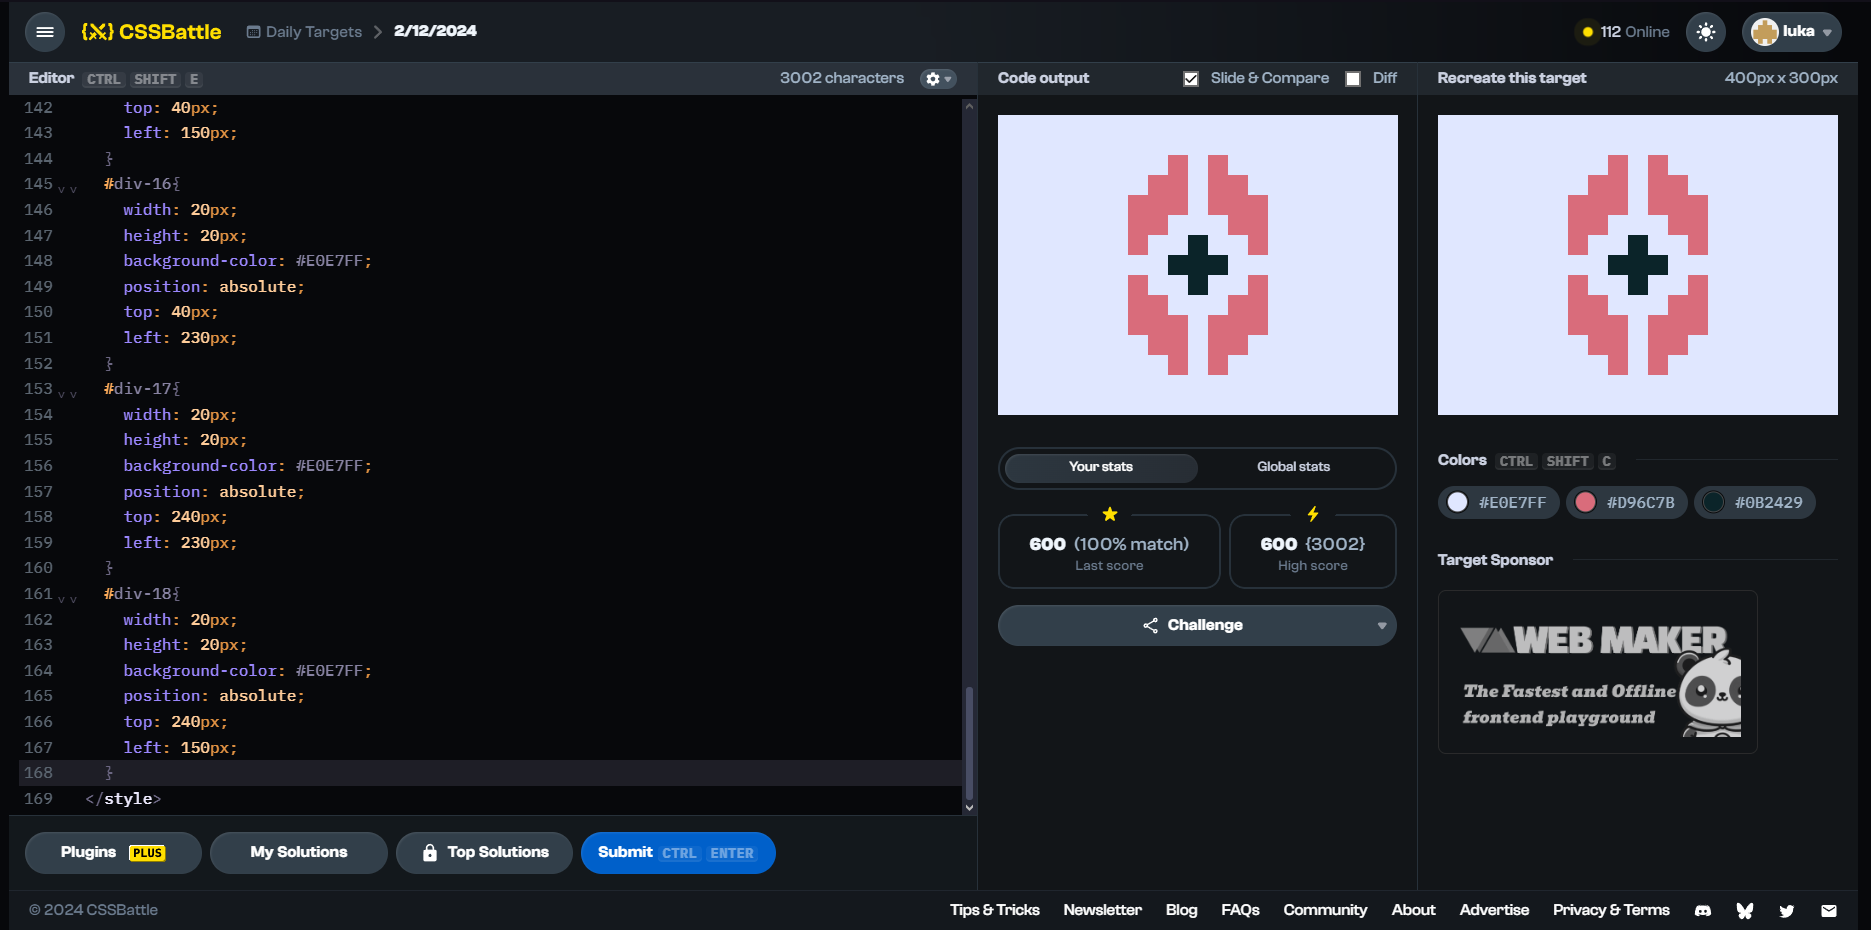 CSSBattle
Daily Targets
2/12/2024
112 Online
luka
Editor CTRL SHIFT E
3002 characters
142 top: 40px;
143 left: 150px;
144 }
145 #div-16{
146 width: 20px;
147 height: 20px;
148 background-color: #E0E7FF;
149 position: absolute;
150 top: 40px;
151 left: 230px;
152 }
153 #div-17{
154 width: 20px;
155 height: 20px;
156 background-color: #E0E7FF;
157 position: absolute;
158 top: 240px;
159 left: 230px;
160 }
161 #div-18{
162 width: 20px;
163 height: 20px;
164 background-color: #E0E7FF;
165 position: absolute;
166 top: 240px;
167 left: 150px;
168 }
169 </style>
Plugins PLUS
My Solutions
Top Solutions
Submit CTRL ENTER
Code output
Slide & Compare
Diff
Your stats
Global stats
600 (100% match)
Last score
600 {3002}
High score
Challenge
Recreate this target
400px x 300px
Colors CTRL SHIFT C
#E0E7FF
#D96C7B
#0B2429
Target Sponsor
WEB MAKER
The Fastest and Offline
frontend playground
© 2024 CSSBattle
Tips & Tricks
Newsletter
Blog
FAQs
Community
About
Advertise
Privacy & Terms